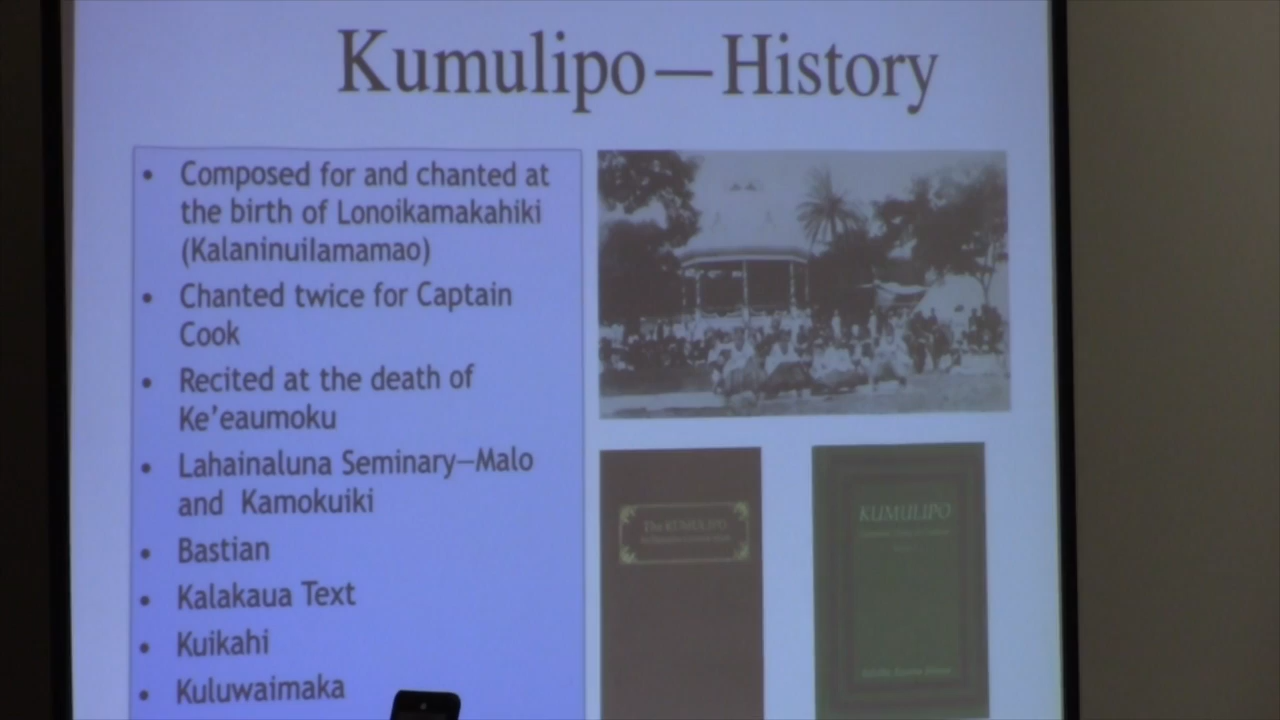 Kumulipo—History
• Composed for and chanted at
the birth of Lonoikamakahiki
(Kalaninuilamamao)
• Chanted twice for Captain
Cook
• Recited at the death of
Ke'eaumoku
• Lahainaluna Seminary—Malo
and Kamokuiki
• Bastian
• Kalakaua Text
• Kuikahi
• Kuluwaimaka
The KUMULIPO
KUMULIPO